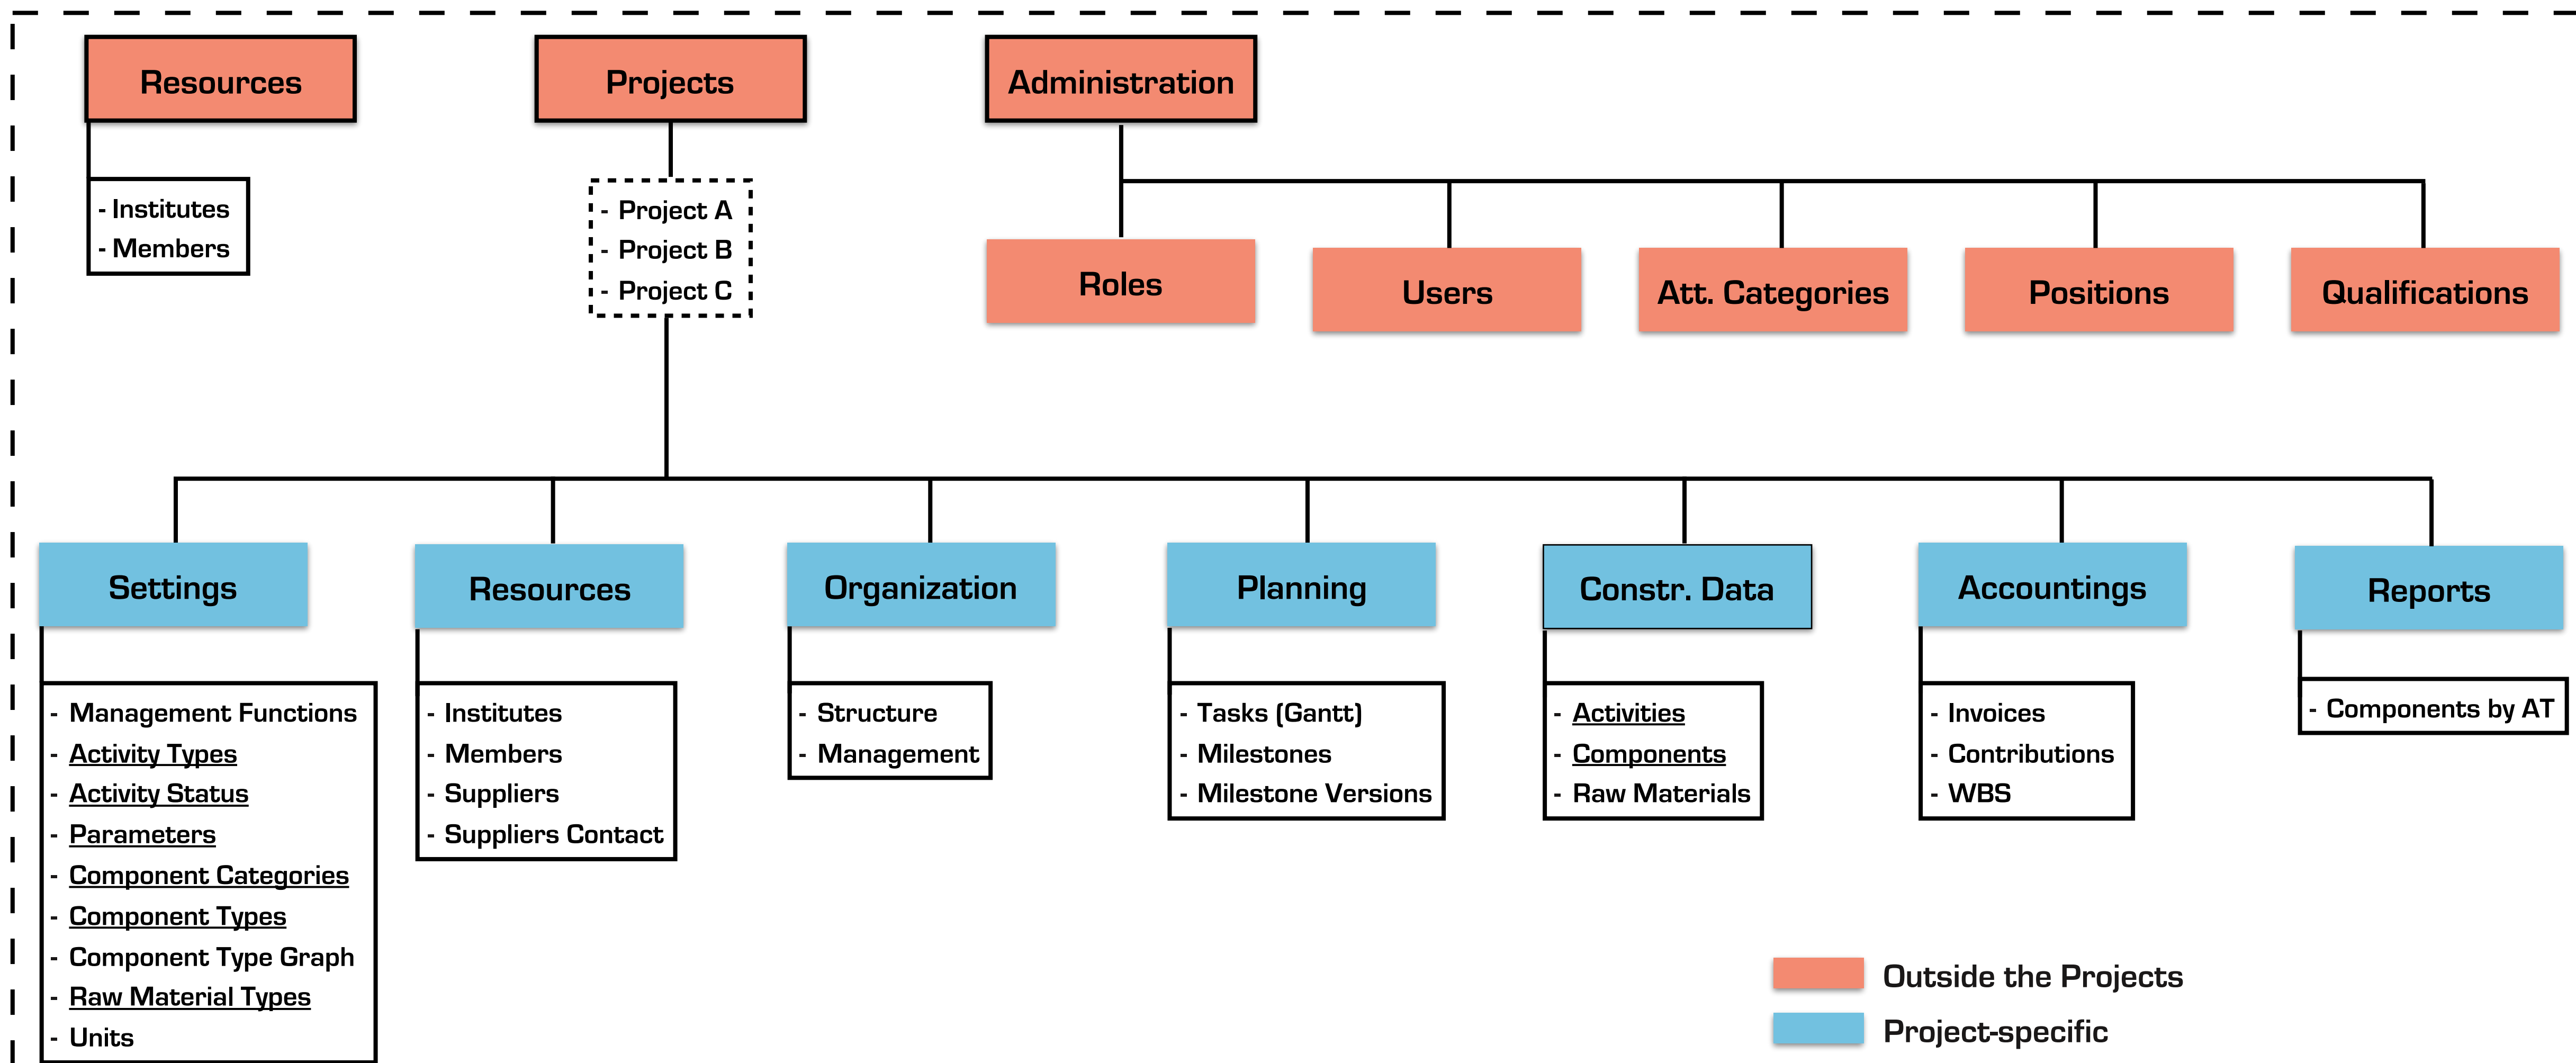 Resources
- Institutes
- Members
Projects
- Project A
- Project B
- Project C
Administration
Roles
Users
Att. Categories
Positions
Qualifications
Settings
- Management Functions
- Activity Types
- Activity Status
- Parameters
- Component Categories
- Component Types
- Component Type Graph
- Raw Material Types
- Units
Resources
- Institutes
- Members
- Suppliers
- Suppliers Contact
Organization
- Structure
- Management
Planning
- Tasks (Gantt)
- Milestones
- Milestone Versions
Constr. Data
- Activities
- Components
- Raw Materials
Accountings
- Invoices
- Contributions
- WBS
Reports
- Components by AT
Outside the Projects
Project-specific